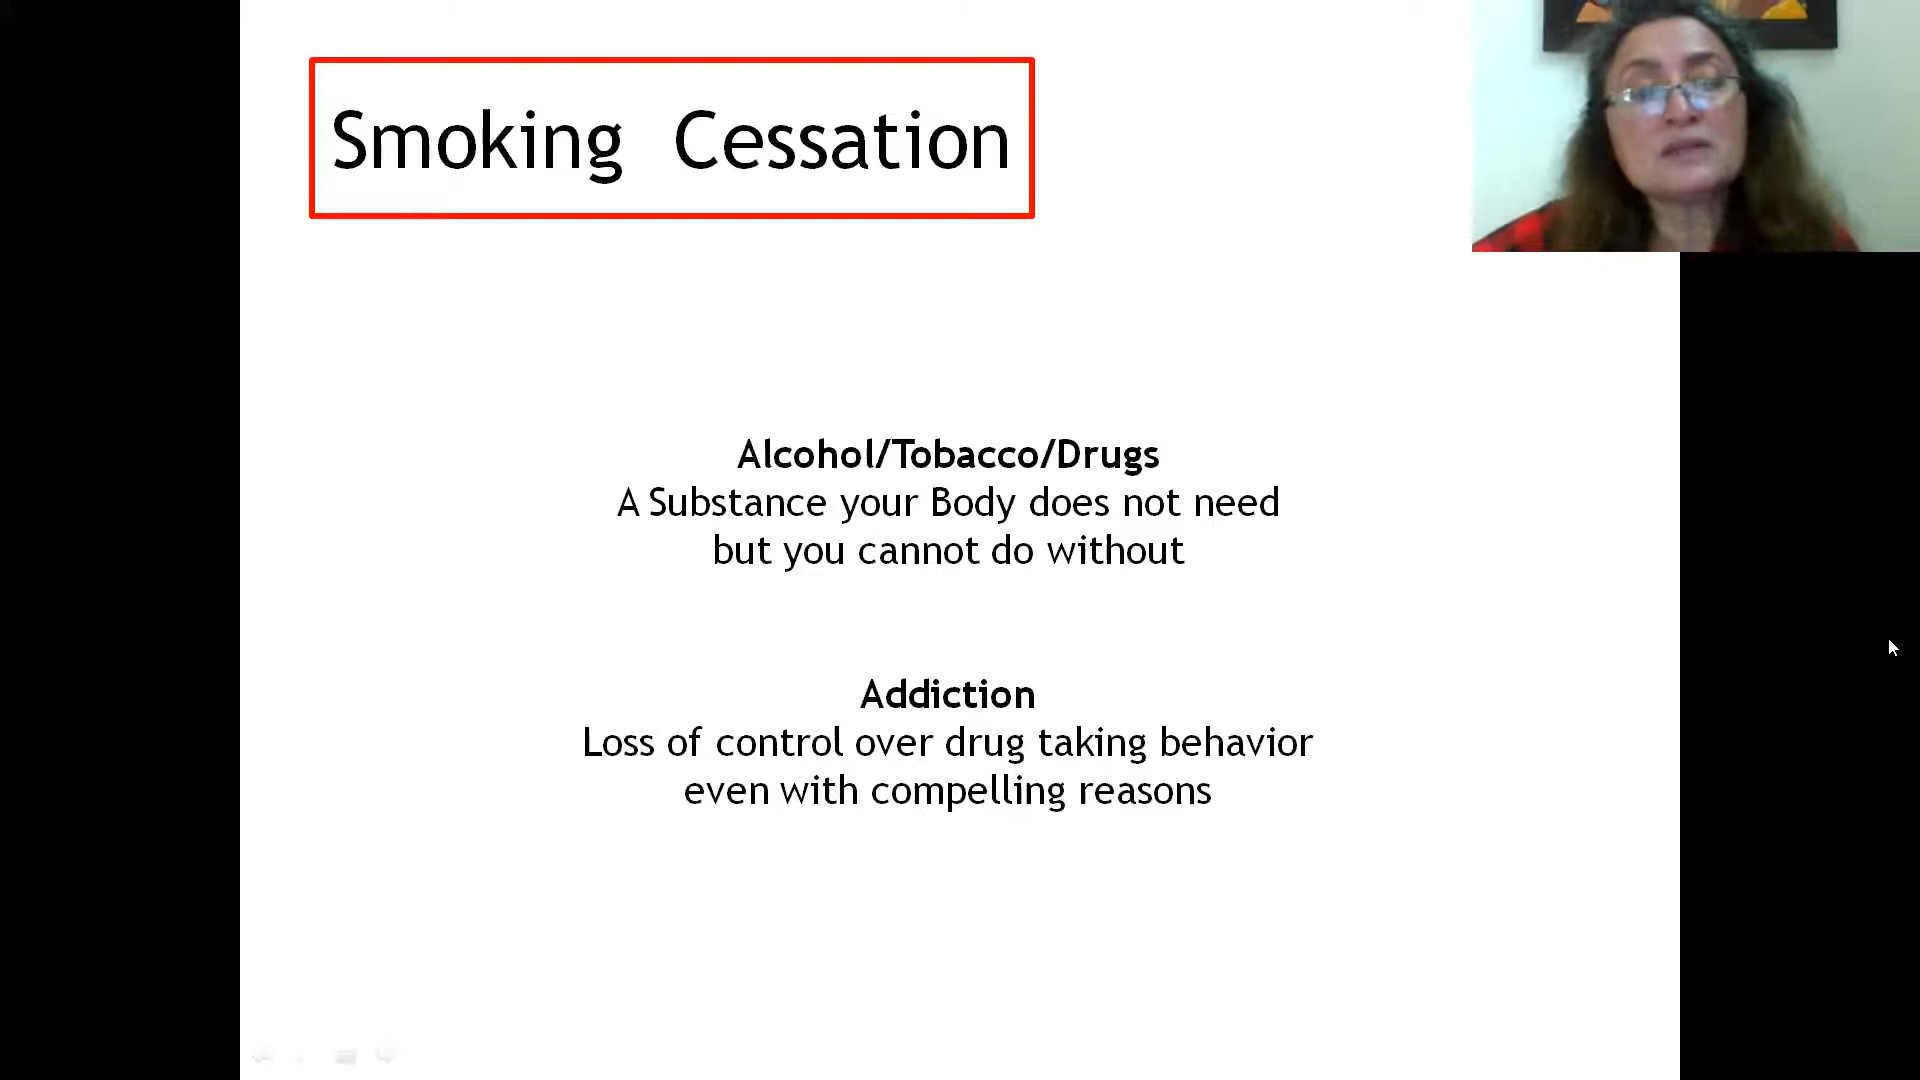 Smoking Cessation
Alcohol/Tobacco/Drugs
A Substance your Body does not need
but you cannot do without
Addiction
Loss of control over drug taking behavior
even with compelling reasons